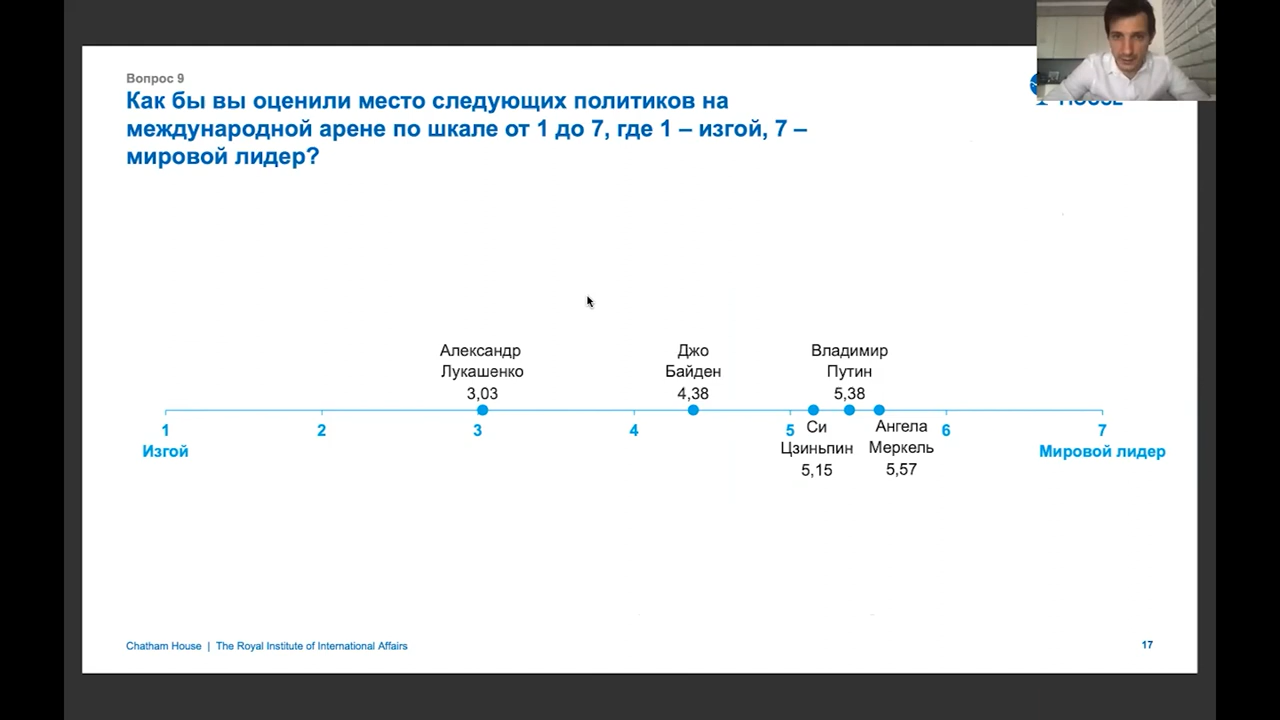 Вопрос 9
Как бы вы оценили место следующих политиков на
международной арене по шкале от 1 до 7, где 1 – изгой, 7 –
мировой лидер?
HOUSE
Александр
Лукашенко
3,03
Джо
Байден
4,38
Владимир
Путин
5,38
1 2 3 4 5 6 7
Изгой
Мировой лидер
Си
Цзиньпин
5,15
Ангела
Меркель
5,57
Chatham House | The Royal Institute of International Affairs
17